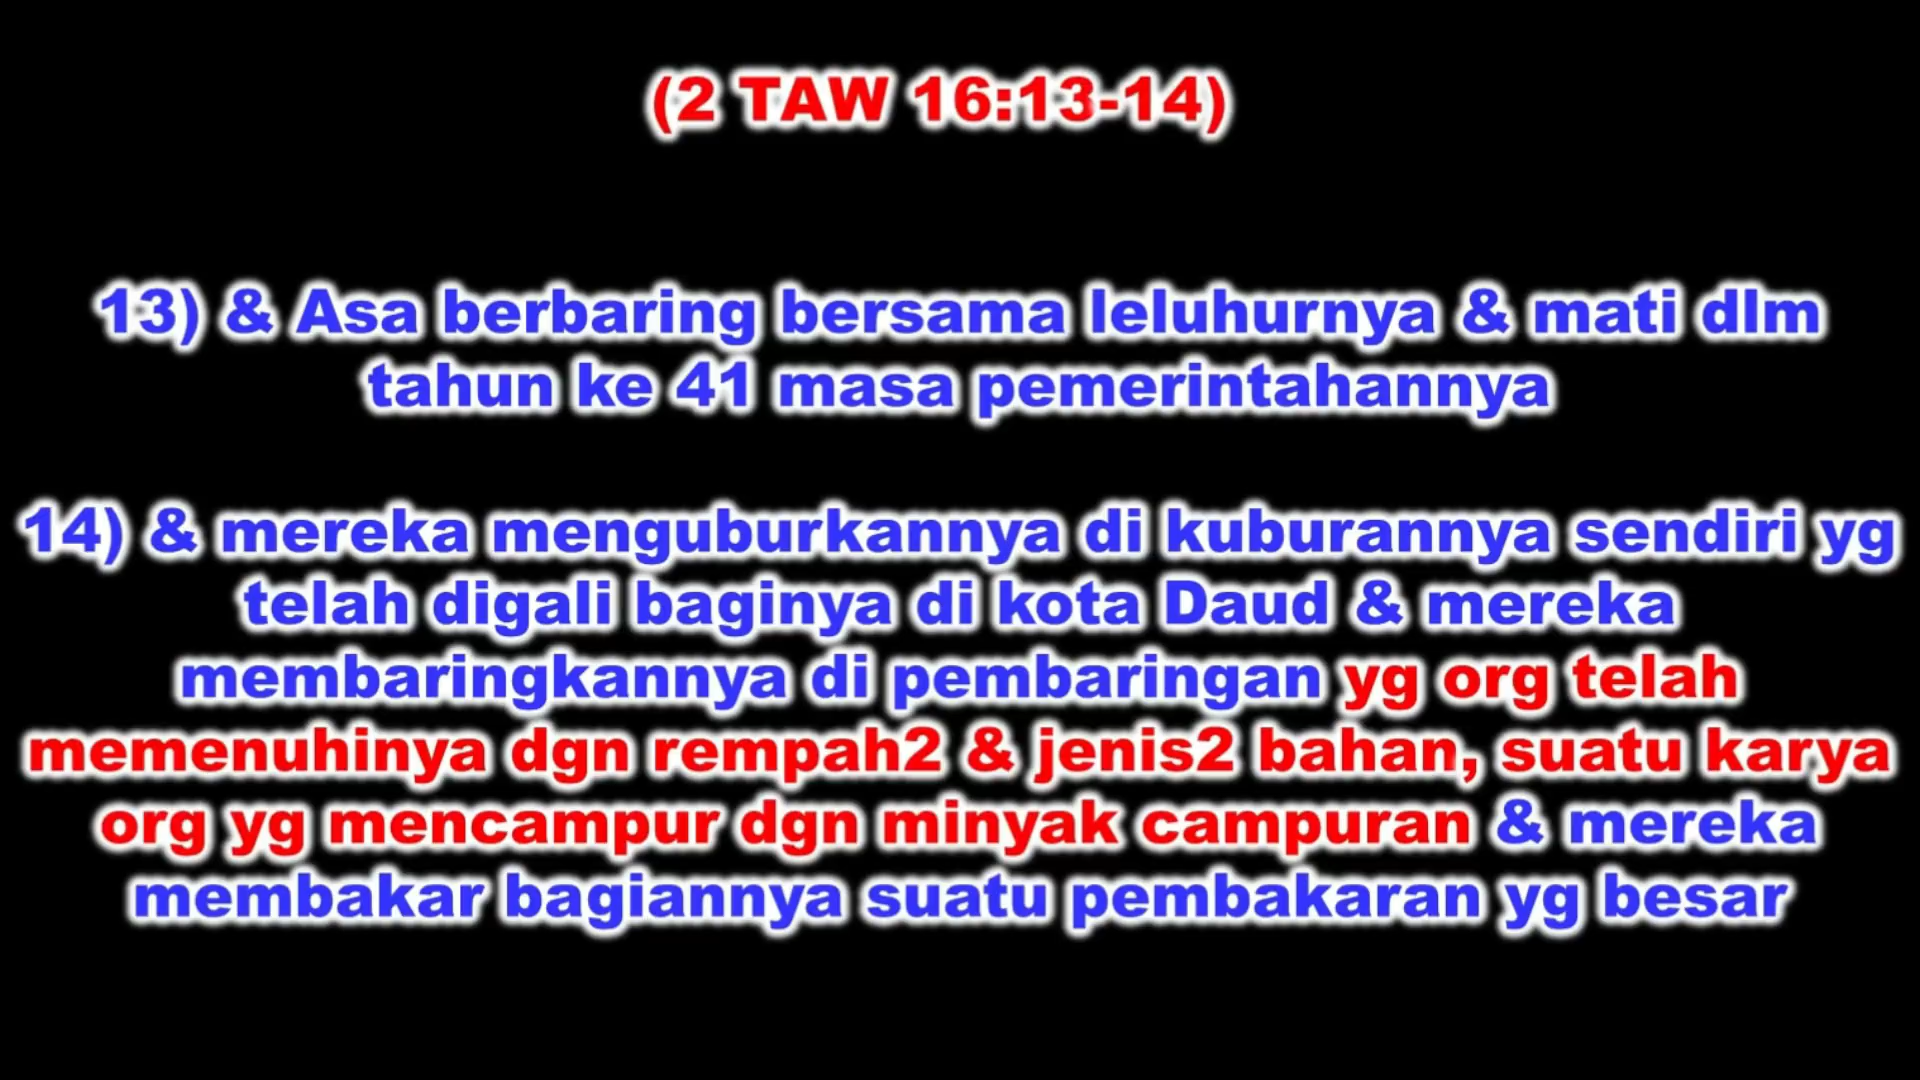 (2 TAW 16:13-14)
13) & Asa berbaring bersama leluhurnya & mati dlm
tahun ke 41 masa pemerintahannya
14) & mereka menguburkannya di kuburannya sendiri yg
telah digali baginya di kota Daud & mereka
membaringkannya di pembaringan yg org telah
memenuhinya dgn rempah2 & jenis2 bahan, suatu karya
org yg mencampur dgn minyak campuran & mereka
membakar bagiannya suatu pembakaran yg besar